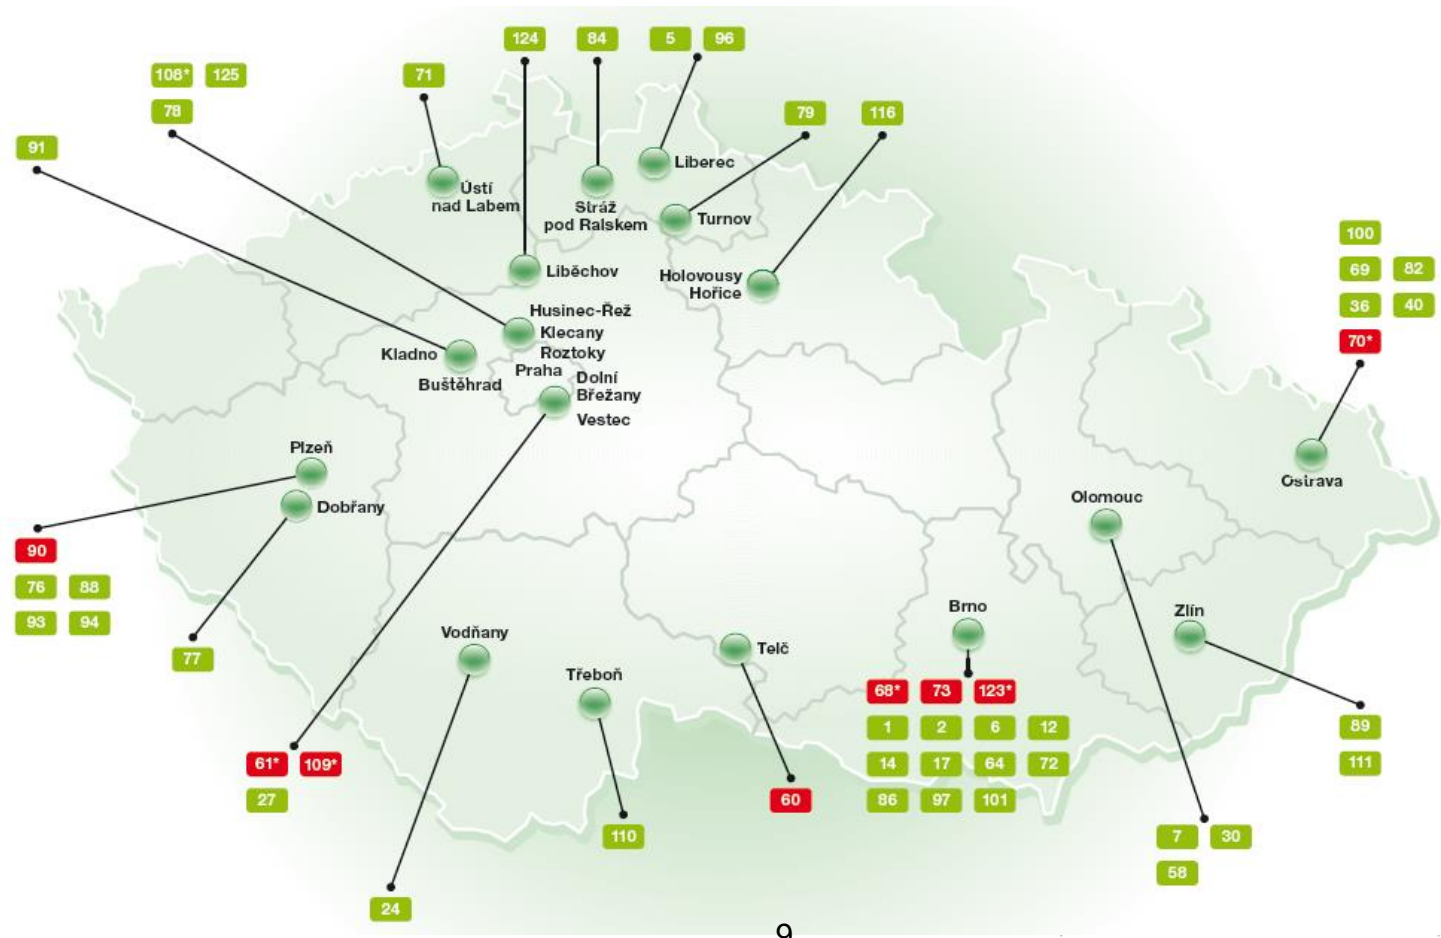 124 84 5 96
108* 125 71
78 79 116
91
Liberec
Ústí
nad Labem
Stráž
pod Ralskem
Turnov
100
69 82
36 40
70*
Liběchov
Holovousy
Hořice
Husinec-Řež
Klecany
Roztoky
Kladno
Buštěhrad
Praha
Dolní
Břežany
Vestec
Plzeň
Dobřany
Ostrava
Olomouc
90
76 88
93 94
77
Vodňany
Třeboň
Telč
Brno
Zlín
68* 73 123*
1 2 6 12
14 17 64 72
86 97 101
89
111
61* 109*
27
60
110
7 30
58
24
9